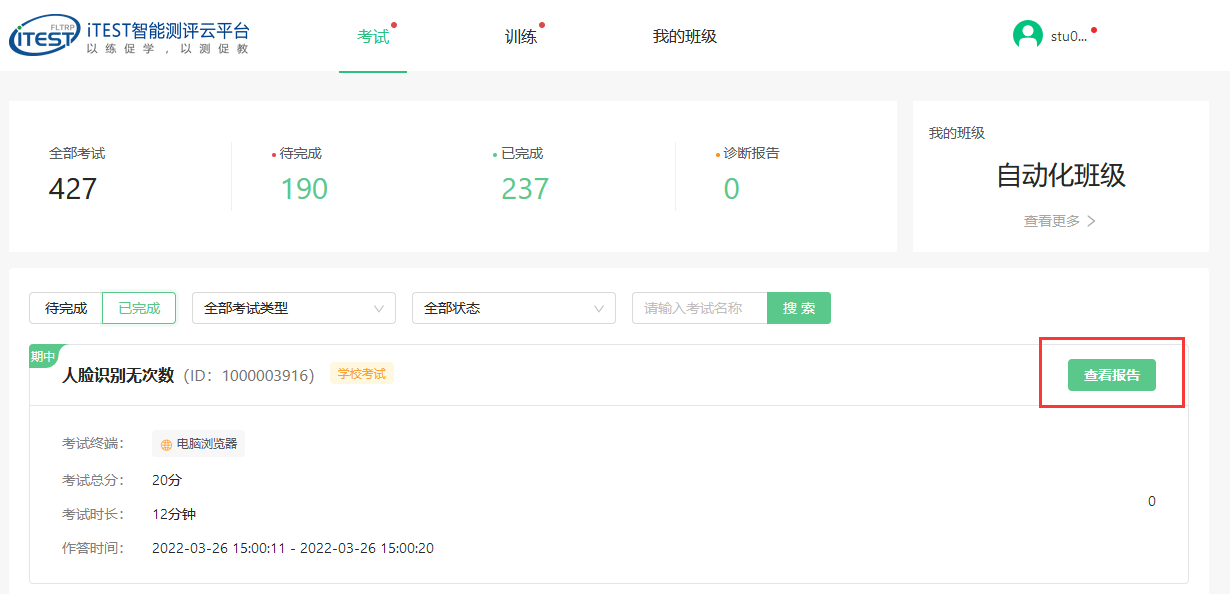 FLTRP
iTEST iTEST智能测评云平台
以练促学，以测促教
考试 训练 我的班级 stu0...
全部考试 待完成 已完成 诊断报告
427 190 237 0
我的班级
自动化班级
查看更多
待完成 已完成 全部考试类型 全部状态 请输入考试名称 搜 索
期中
人脸识别无次数 (ID：1000003916) 学校考试 查看报告
考试终端： 电脑浏览器
考试总分： 20分
0
考试时长： 12分钟
作答时间： 2022-03-26 15:00:11 - 2022-03-26 15:00:20